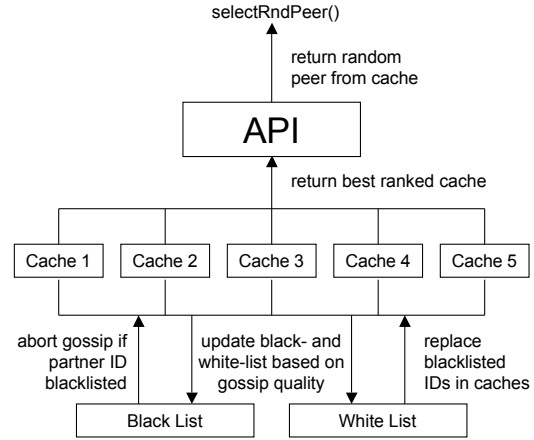 selectRndPeer()
return random
peer from cache
API
return best ranked cache
Cache 1
Cache 2
Cache 3
Cache 4
Cache 5
abort gossip if
partner ID
blacklisted
update black- and
white-list based on
gossip quality
replace
blacklisted
IDs in caches
Black List
White List